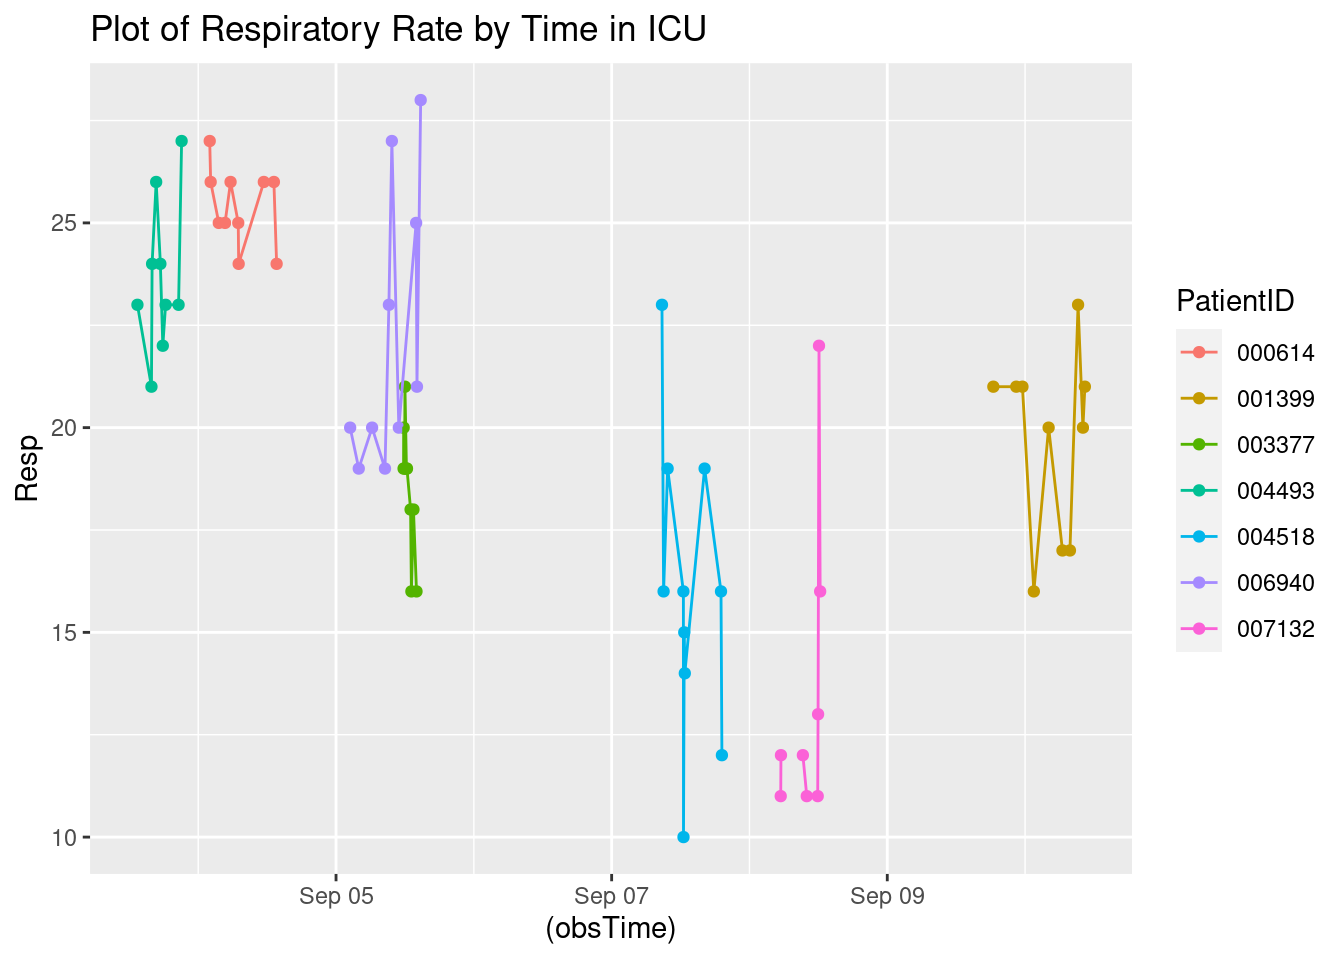 Plot of Respiratory Rate by Time in ICU
Resp
25
20
15
10
Sep 05
Sep 07
Sep 09
(obsTime)
PatientID
000614
001399
003377
004493
004518
006940
007132